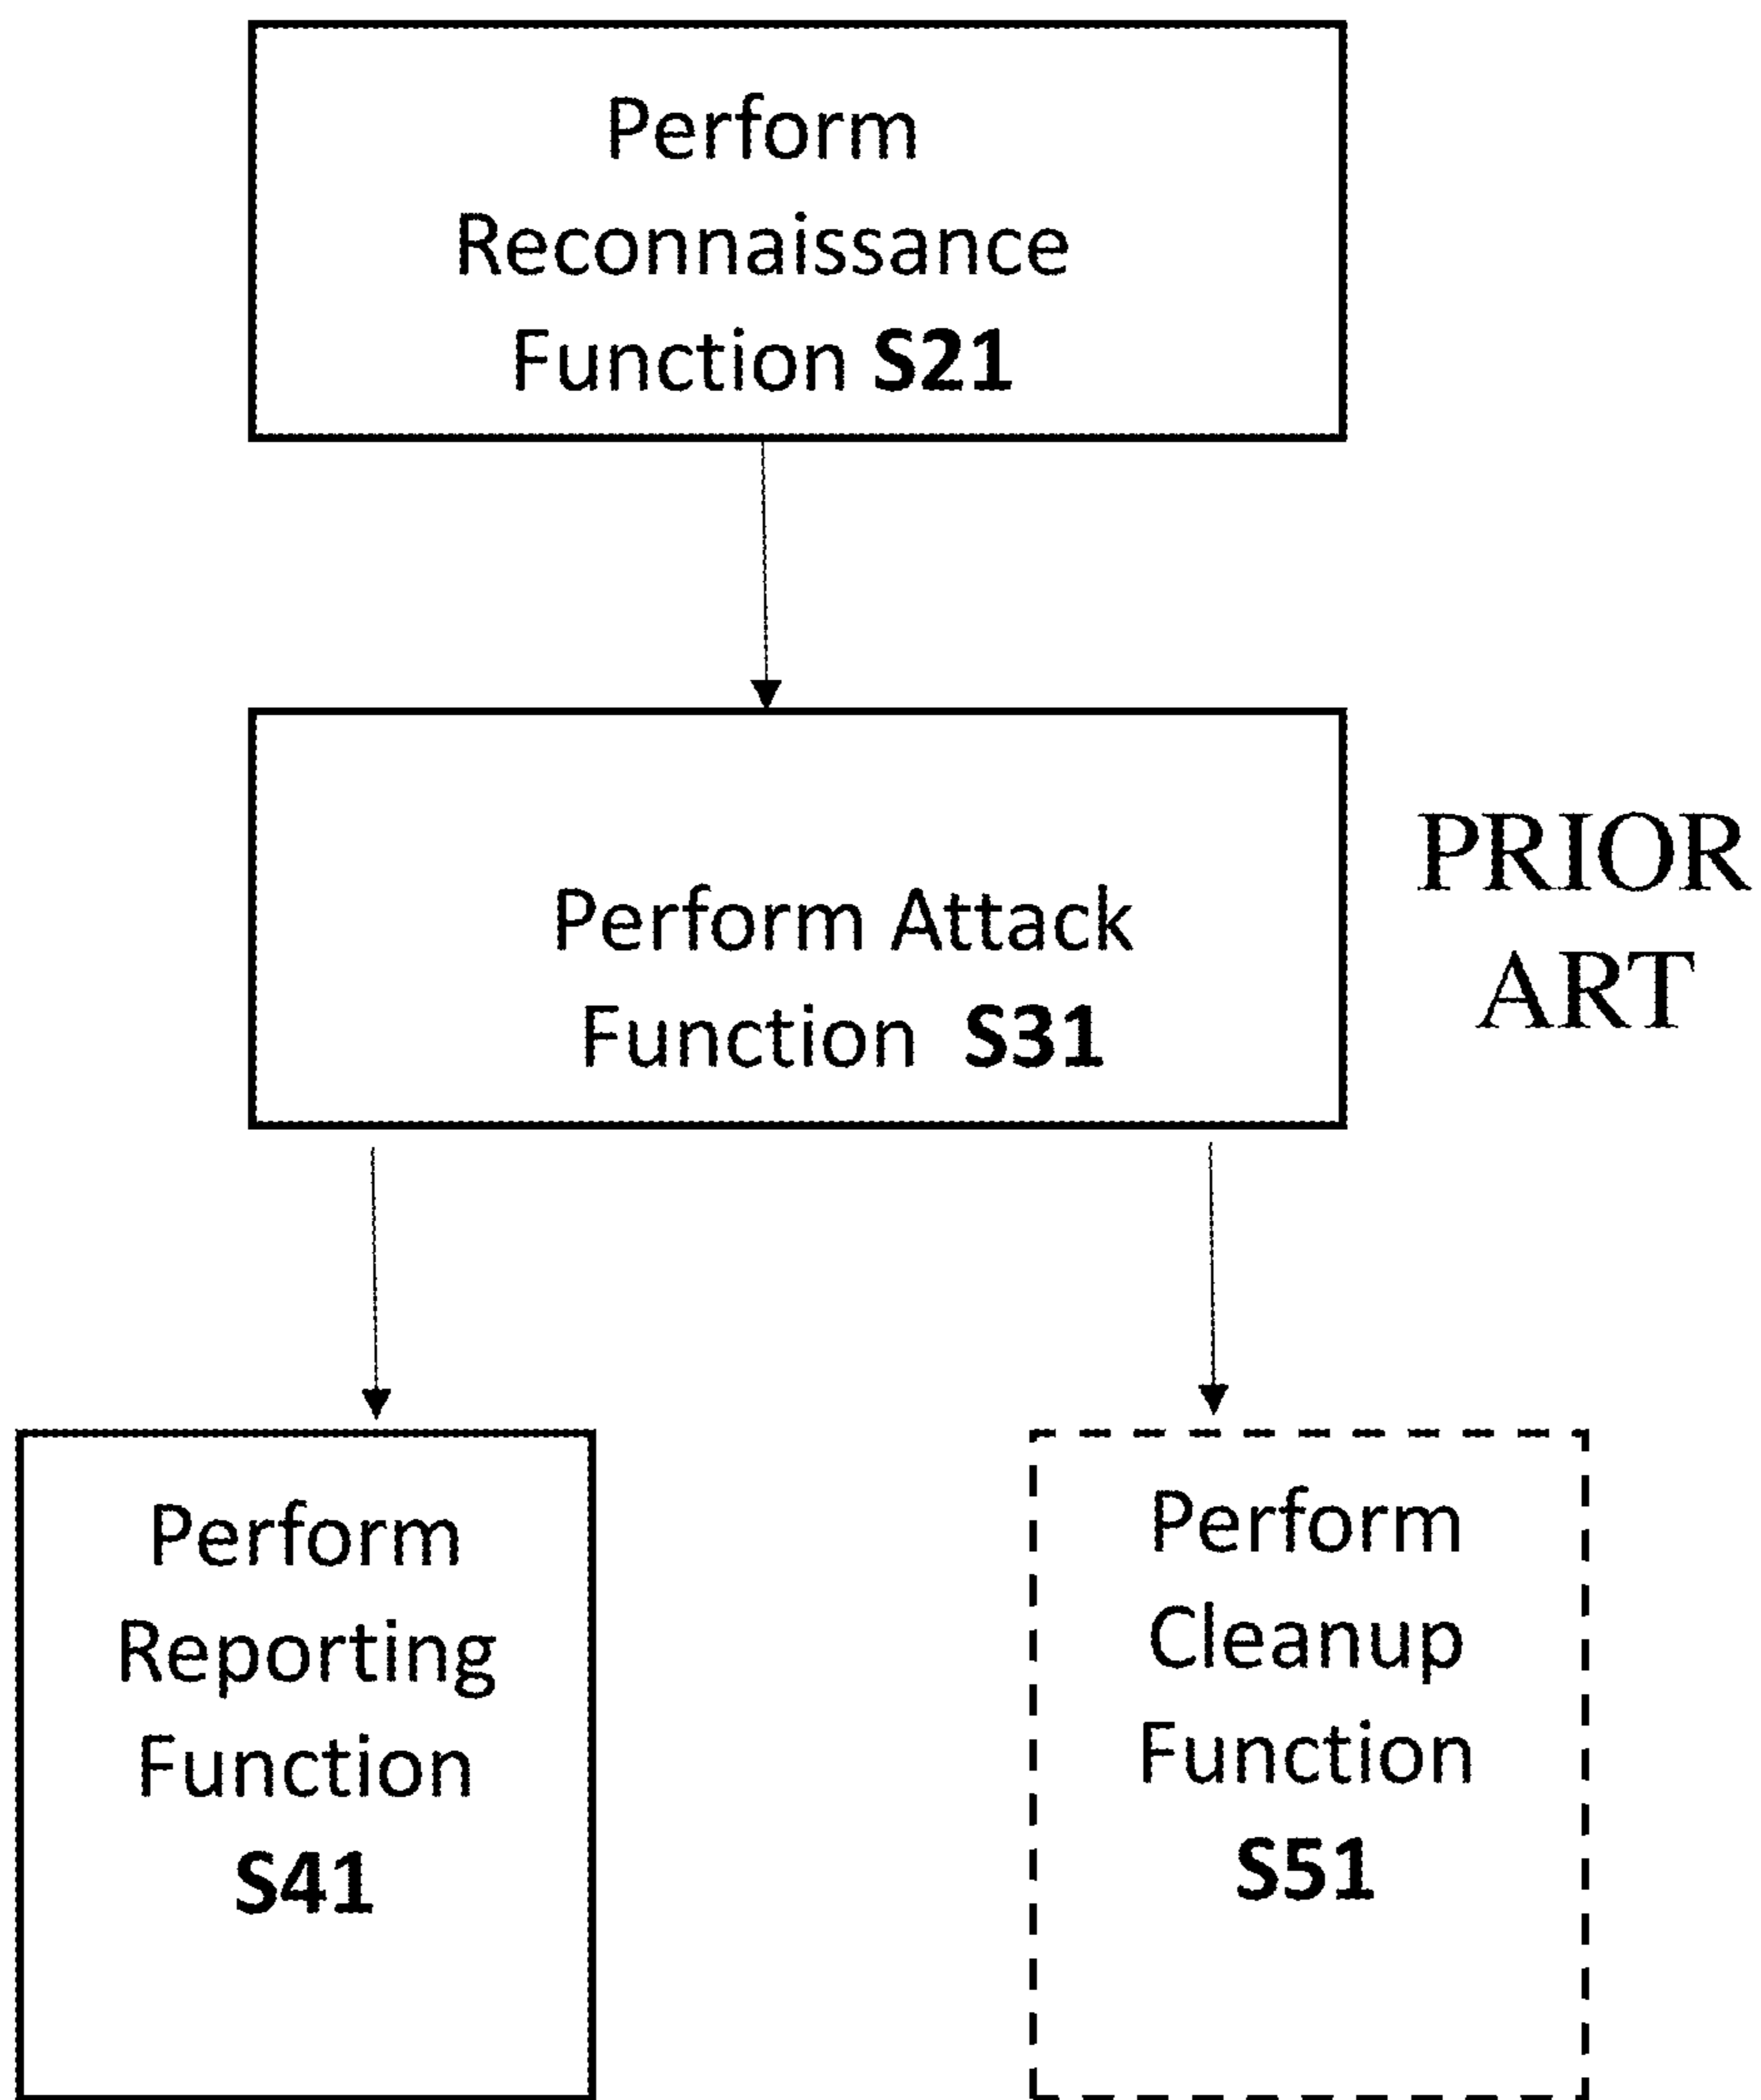 Perform
Reconnaissance
Function S21
Perform Attack
Function S31
PRIOR
ART
Perform
Reporting
Function
S41
Perform
Cleanup
Function
S51